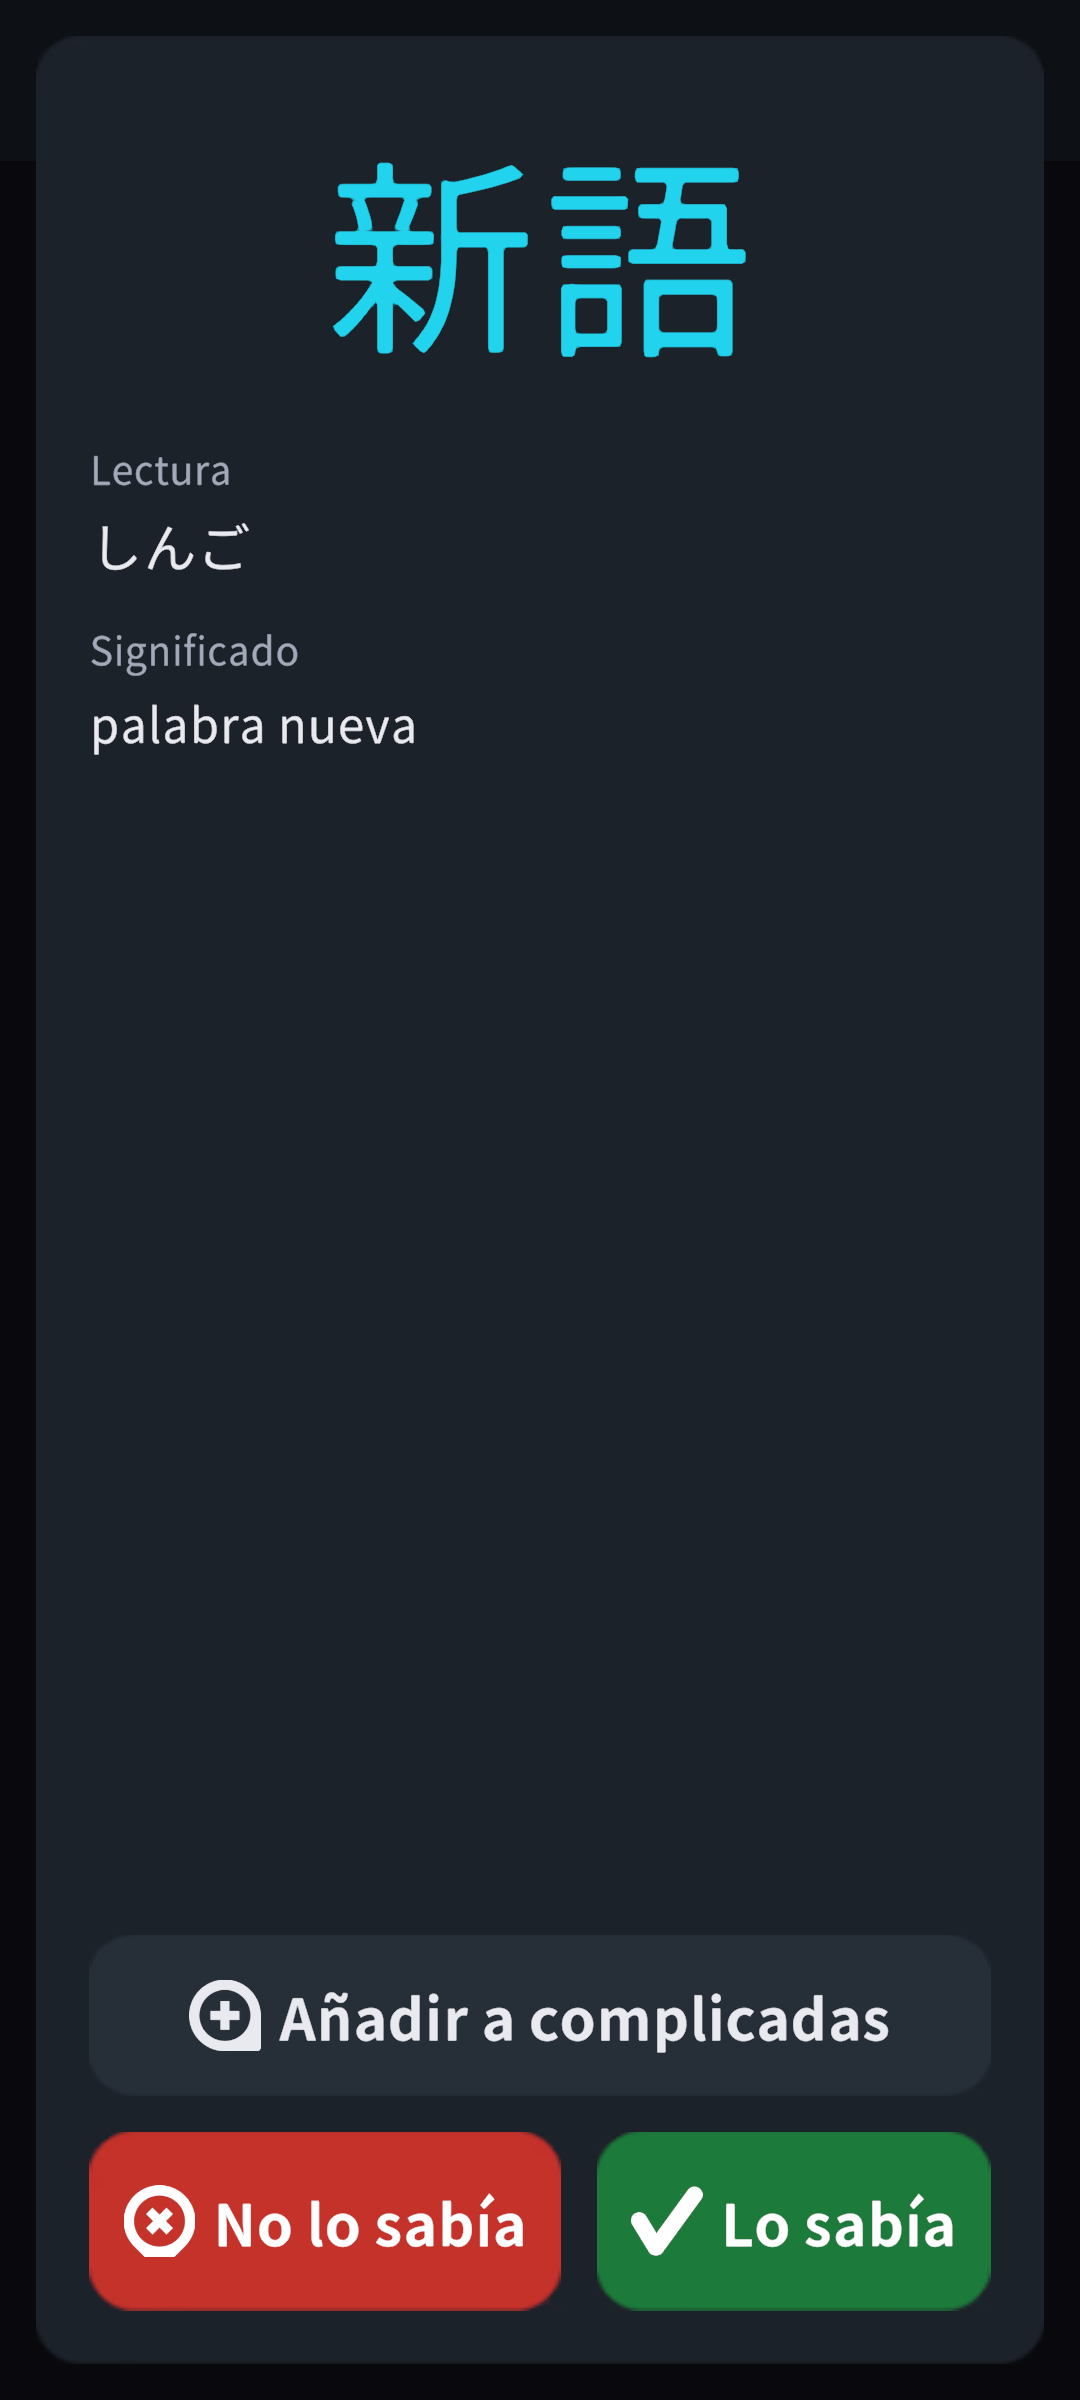 新語
Lectura
しんご
Significado
palabra nueva
Añadir a complicadas
No lo sabía
Lo sabía